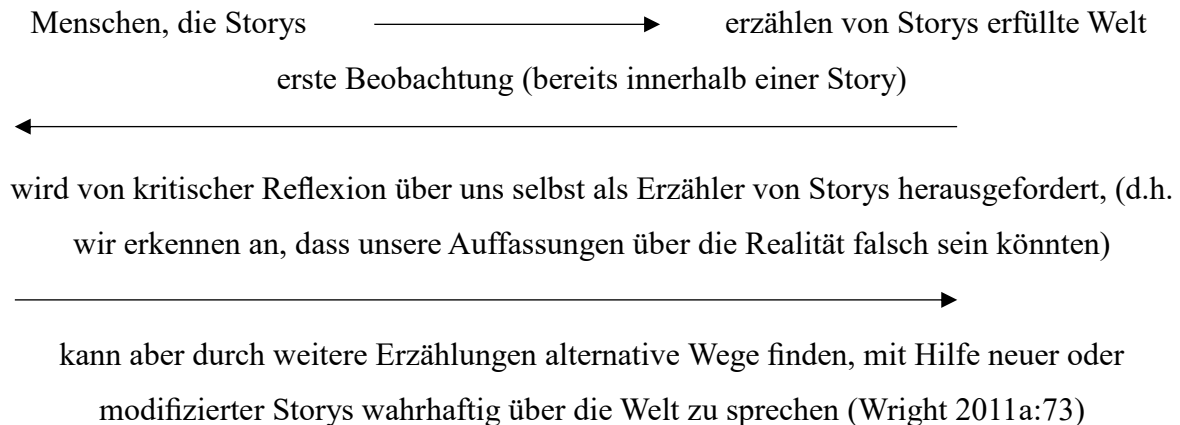 Menschen, die Storys erzählen von Storys erfüllte Welt
erste Beobachtung (bereits innerhalb einer Story)
wird von kritischer Reflexion über uns selbst als Erzähler von Storys herausgefordert, (d.h.
wir erkennen an, dass unsere Auffassungen über die Realität falsch sein könnten)
kann aber durch weitere Erzählungen alternative Wege finden, mit Hilfe neuer oder
modifizierter Storys wahrhaftig über die Welt zu sprechen (Wright 2011a:73)